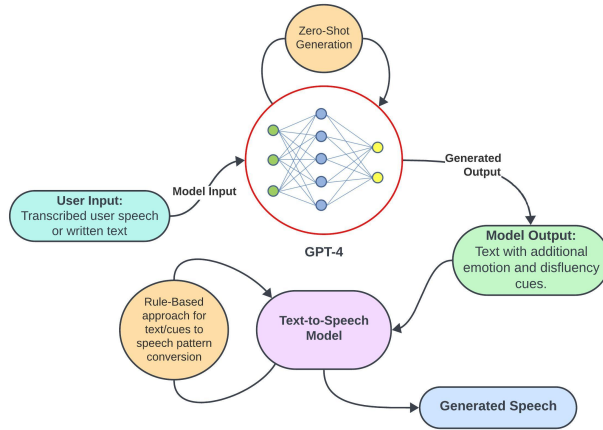 Zero-Shot
Generation
Generated
Output
Model Input
User Input:
Transcribed user speech
or written text
GPT-4
Model Output:
Text with additional
emotion and disfluency
cues.
Rule-Based
approach for
text/cues to
speech pattern
conversion
Text-to-Speech
Model
Generated Speech